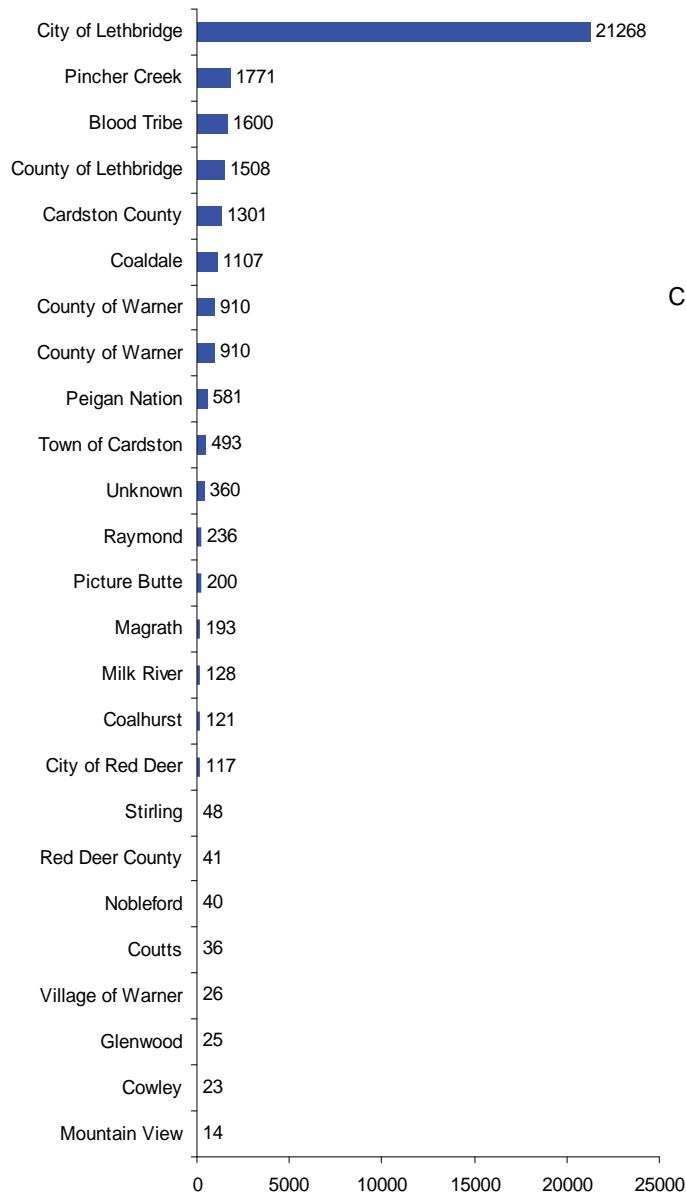 City of Lethbridge 21268
Pincher Creek 1771
Blood Tribe 1600
County of Lethbridge 1508
Cardston County 1301
Coaldale 1107
C
County of Warner 910
County of Warner 910
Peigan Nation 581
Town of Cardston 493
Unknown 360
Raymond 236
Picture Butte 200
Magrath 193
Milk River 128
Coalhurst 121
City of Red Deer 117
Stirling 48
Red Deer County 41
Nobleford 40
Coutts 36
Village of Warner 26
Glenwood 25
Cowley 23
Mountain View 14
0 5000 10000 15000 20000 25000